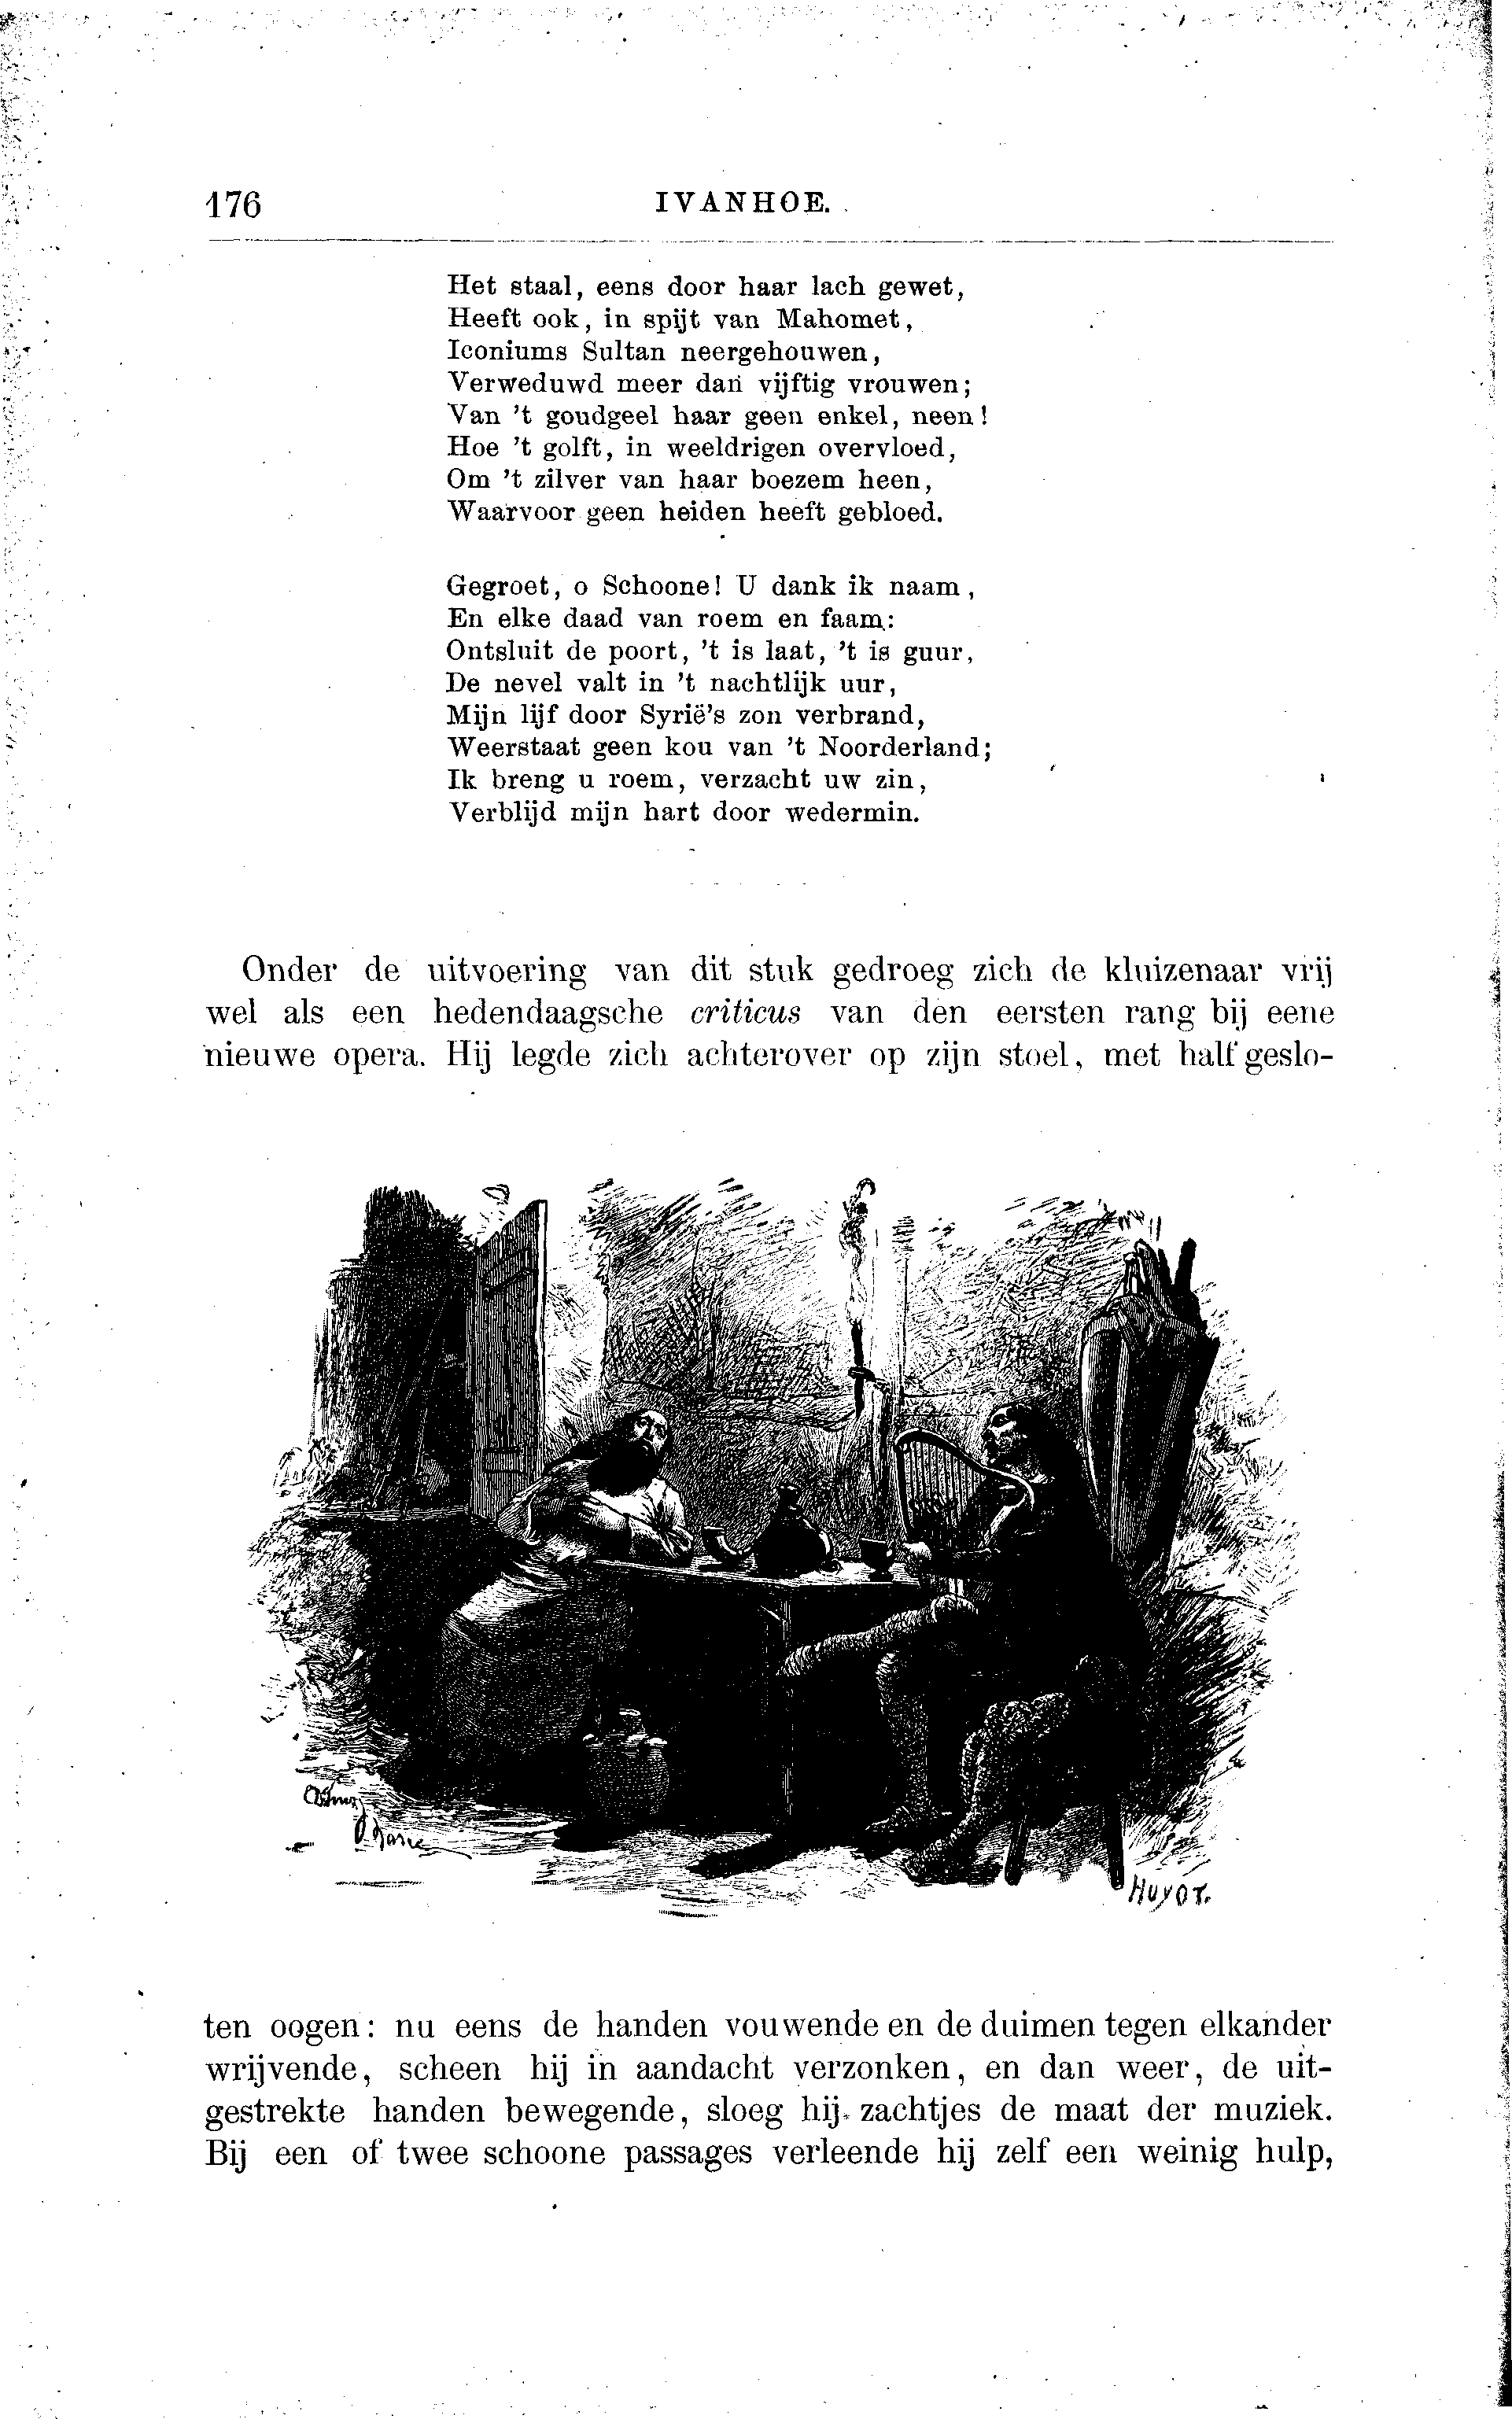 176
IVANHOE.
Het staal, eens door haar lach gewet,
Heeft ook, in spijt van Mahomet,
Iconiums Sultan neergehouwen,
Verweduwd meer dan vijftig vrouwen;
Van 't goudgeel haar geen enkel, neen!
Hoe 't golft, in weeldrigen overvloed,
Om 't zilver van haar boezem heen,
Waarvoor geen heiden heeft gebloed.
Gegroet, o Schoone! U dank ik naam,
En elke daad van roem en faam:
Ontsluit de poort, 't is laat, 't is guur,
De nevel valt in 't nachtlijk uur,
Mijn lijf door Syrië's zon verbrand,
Weerstaat geen kou van 't Noorderland;
Ik breng u roem, verzacht uw zin,
Verblijd mijn hart door wedermin.
Onder de uitvoering van dit stuk gedroeg zich de kluizenaar vrij
wel als een hedendaagsche criticus van den eersten rang bij eene
nieuwe opera. Hij legde zich achterover op zijn stoel, met half geslo-
HUYOT.
ten oogen: nu eens de handen vouwende en de duimen tegen elkander
wrijvende, scheen hij in aandacht verzonken, en dan weer, de uit-
gestrekte handen bewegende, sloeg hij zachtjes de maat der muziek.
Bij een of twee schoone passages verleende hij zelf een weinig hulp,